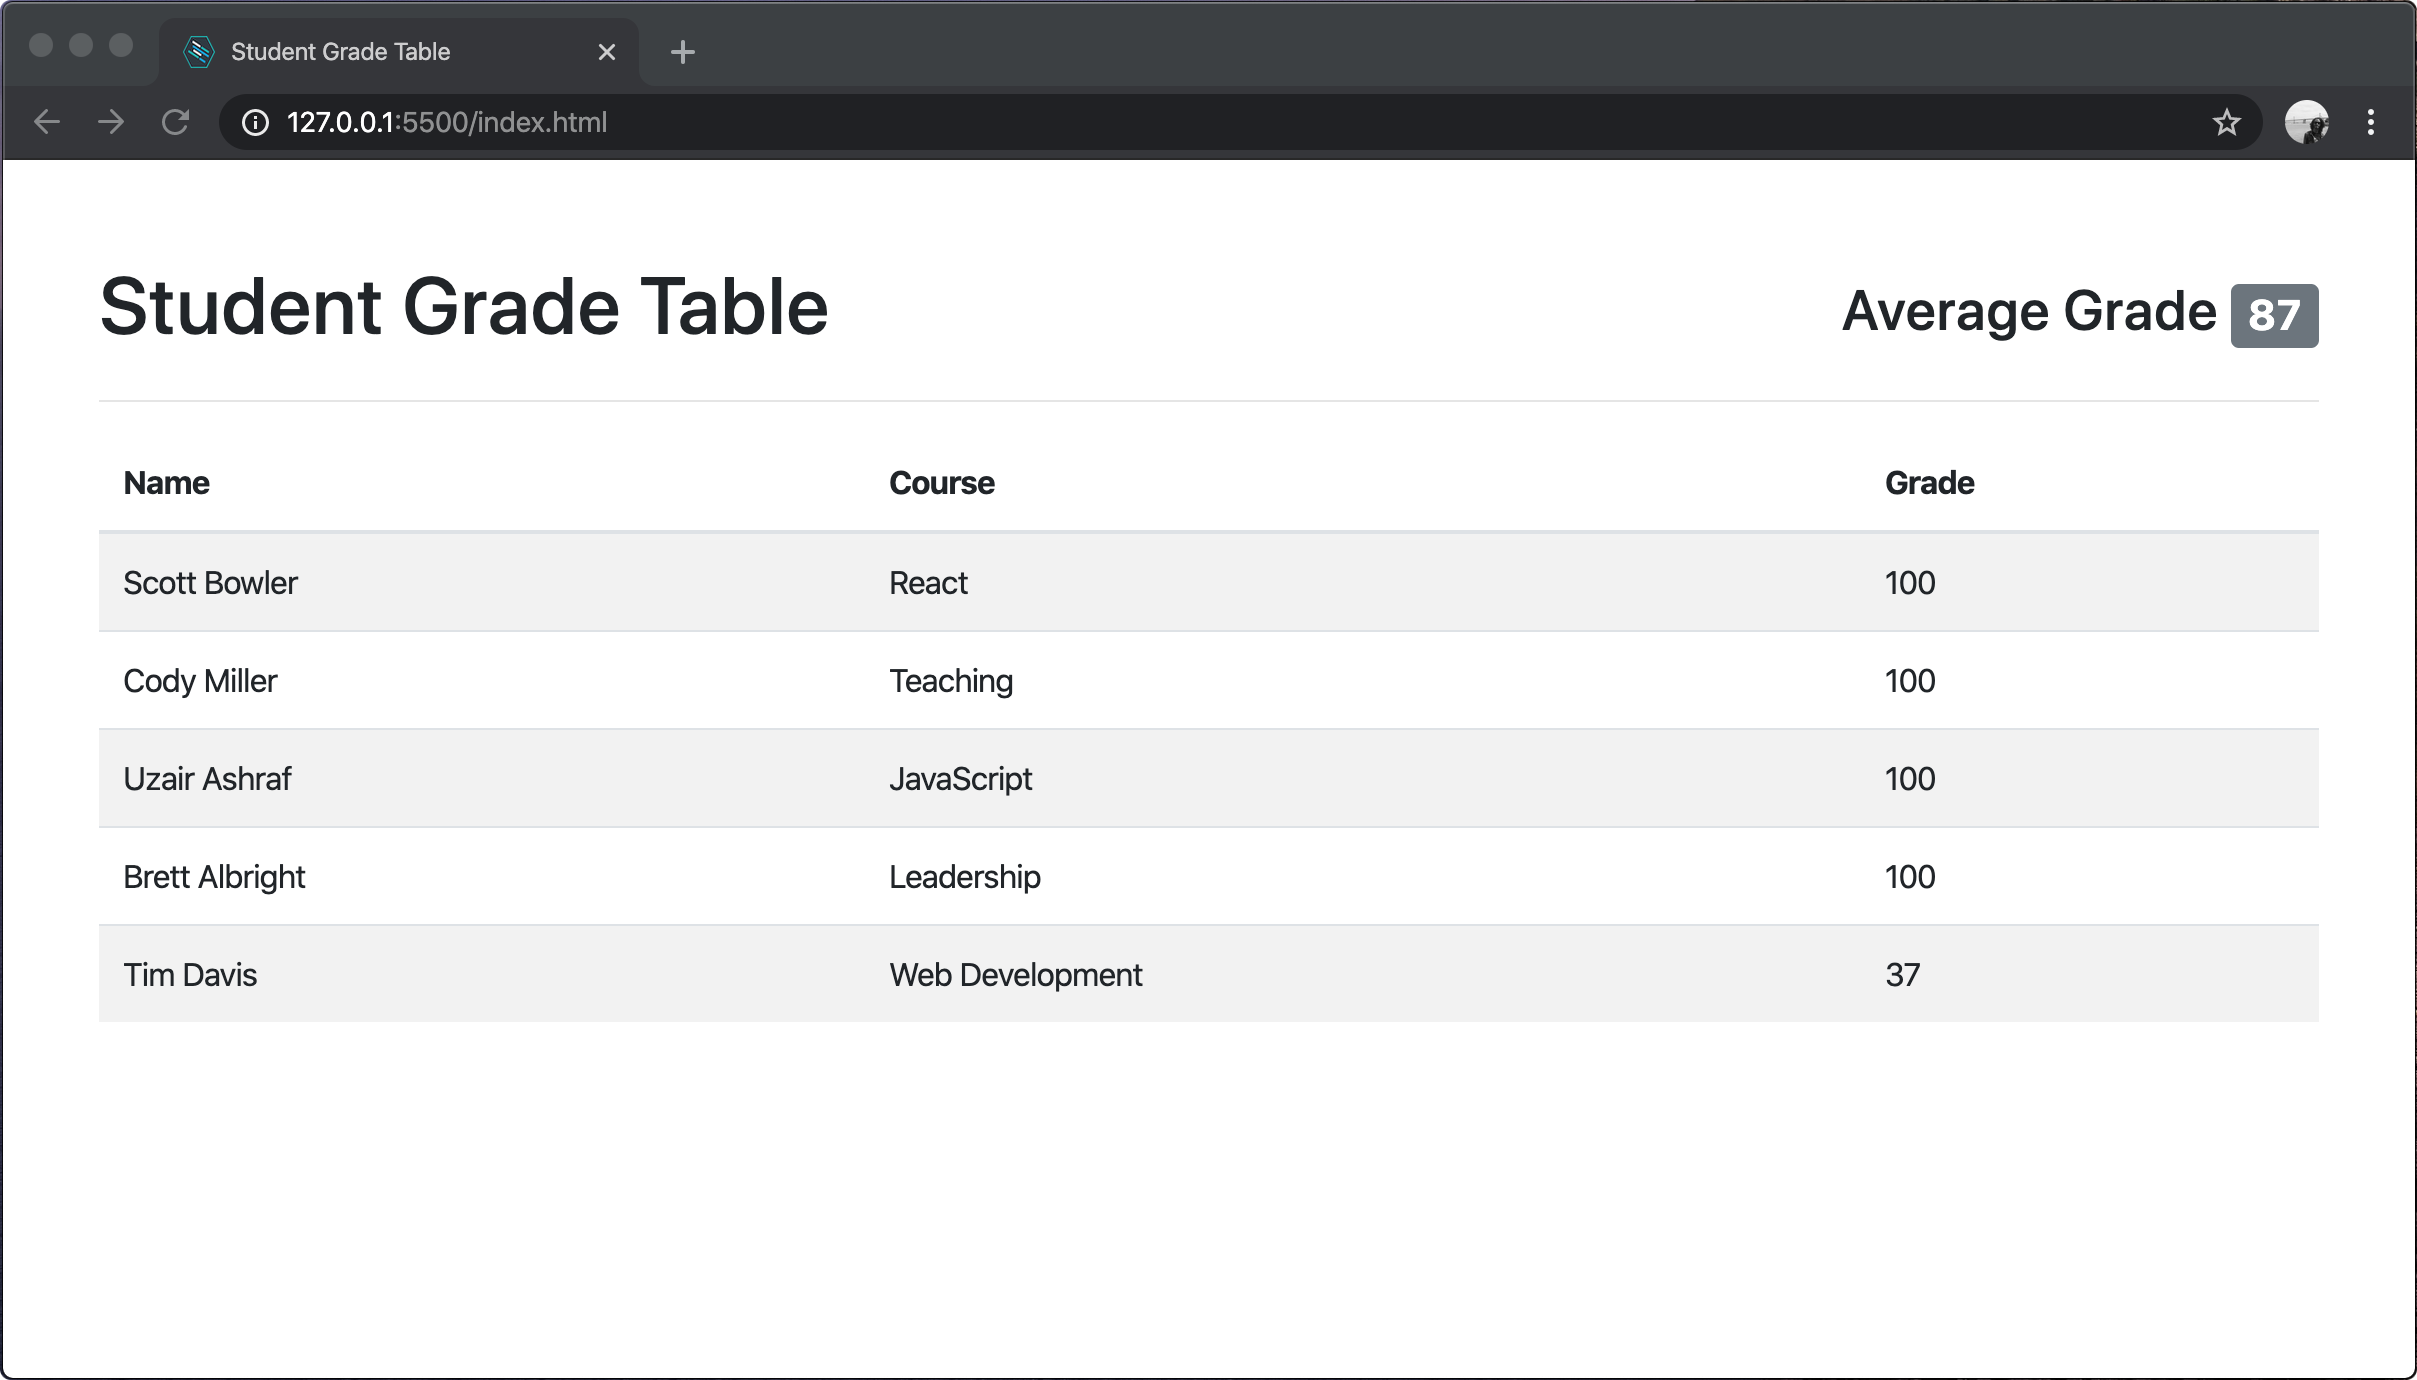 Student Grade Table
127.0.0.1:5500/index.html
Student Grade Table
Average Grade 87
Name Course Grade
Scott Bowler React 100
Cody Miller Teaching 100
Uzair Ashraf JavaScript 100
Brett Albright Leadership 100
Tim Davis Web Development 37